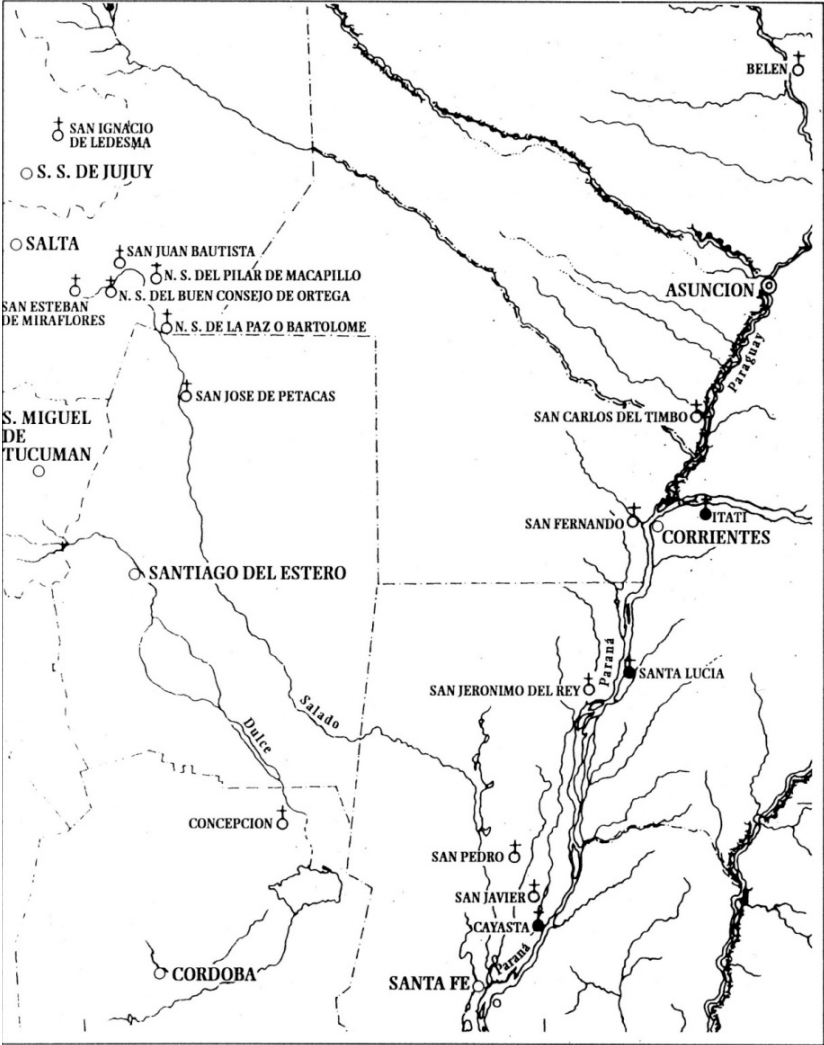 BELEN
SAN IGNACIO
DE LEDESMA
S. S. DE JUJUY
SALTA
SAN JUAN BAUTISTA
N. S. DEL PILAR DE MACAPILLO
ASUNCION
N. S. DEL BUEN CONSEJO DE ORTEGA
SAN ESTEBAN
DE MIRAFLORES
N. S. DE LA PAZ O BARTOLOME
Paraguay
SAN JOSE DE PETACAS
SAN CARLOS DEL TIMBO
S. MIGUEL
DE
TUCUMAN
ITATI
SAN FERNANDO
CORRIENTES
SANTIAGO DEL ESTERO
Paraná
SANTA LUCIA
SAN JERONIMO DEL REY
Salado
Dulce
CONCEPCION
SAN PEDRO
SAN JAVIER
CAYASTA
Paraná
CORDOBA
SANTA FE